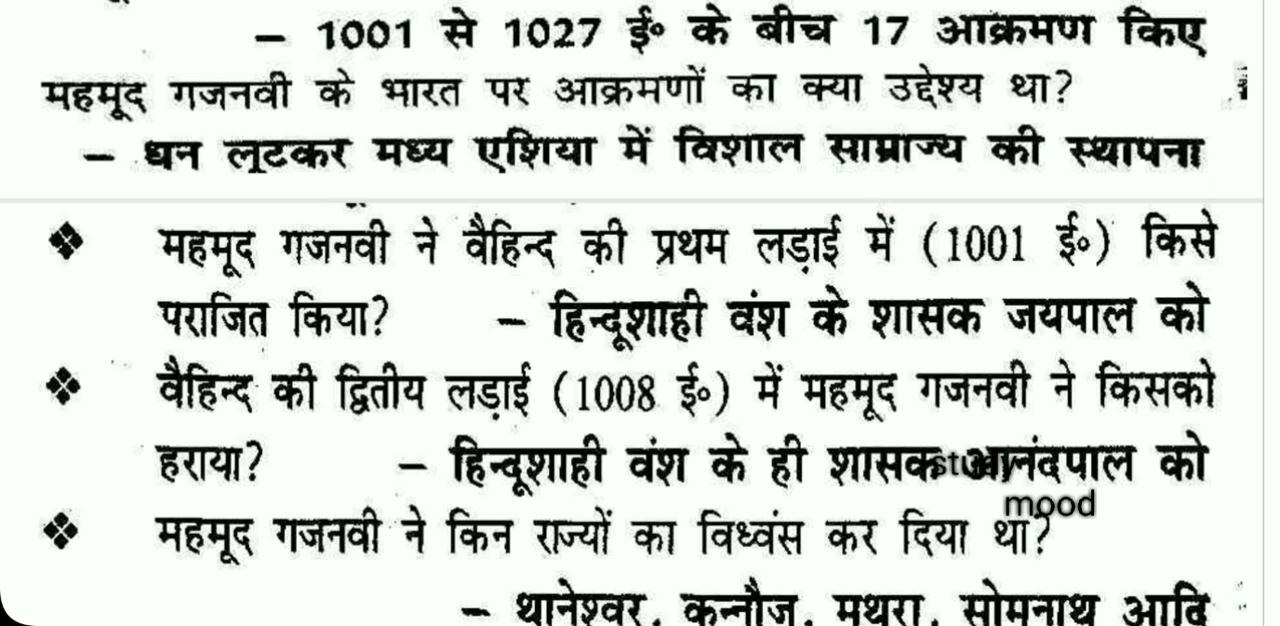 – 1001 से 1027 ई० के बीच 17 आक्रमण किए
महमूद गजनवी के भारत पर आक्रमणों का क्या उद्देश्य था?
– धन लूटकर मध्य एशिया में विशाल साम्राज्य की स्थापना
❖ महमूद गजनवी ने वैहिन्द की प्रथम लड़ाई में (1001 ई०) किसे
पराजित किया? – हिन्दूशाही वंश के शासक जयपाल को
❖ वैहिन्द की द्वितीय लड़ाई (1008 ई०) में महमूद गजनवी ने किसको
हराया? – हिन्दूशाही वंश के ही शासक आनंदपाल को
study
mood
❖ महमूद गजनवी ने किन राज्यों का विध्वंस कर दिया था?
– थानेश्वर, कन्नौज, मथुरा, सोमनाथ आदि